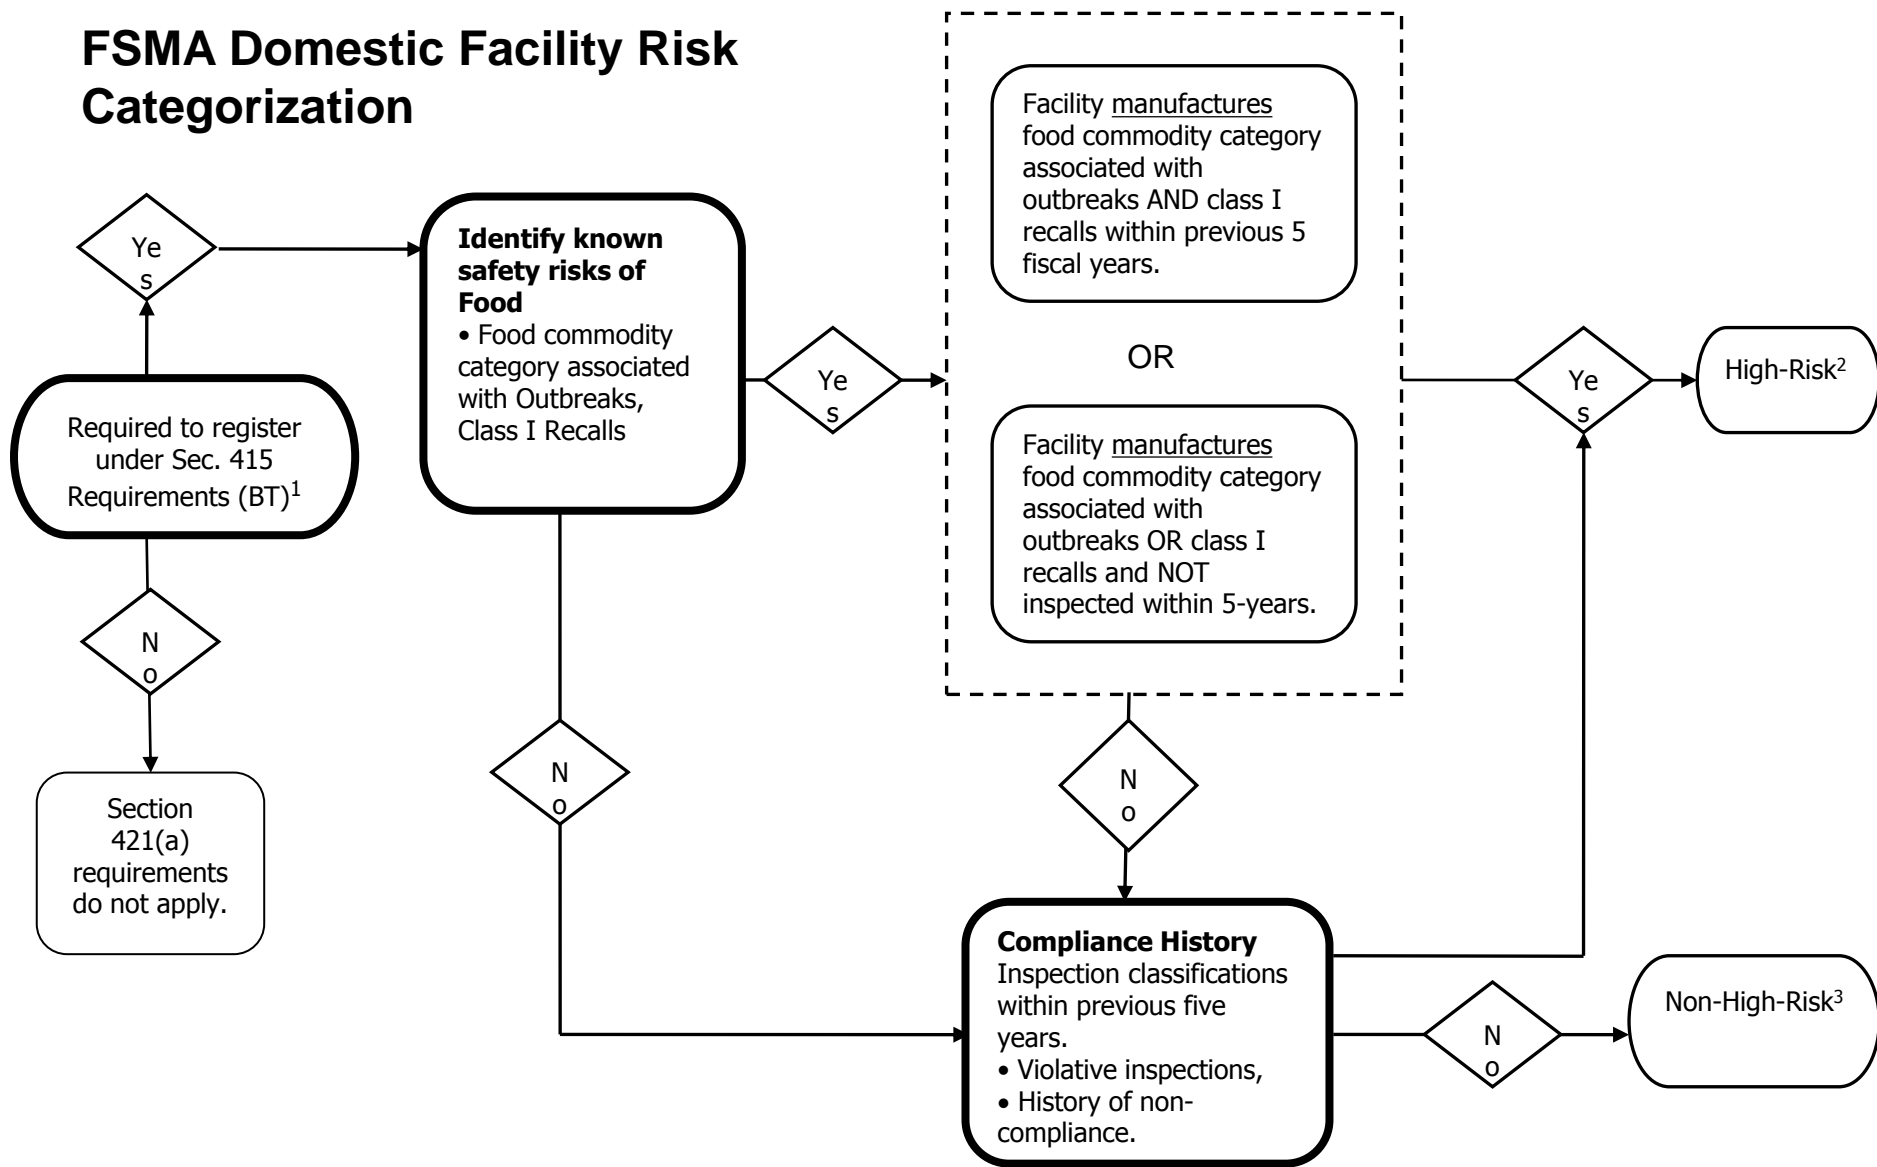 FSMA Domestic Facility Risk
Categorization
Ye
s
Required to register
under Sec. 415
Requirements (BT)1
N
o
Section
421(a)
requirements
do not apply.
Identify known
safety risks of
Food
• Food commodity
category associated
with Outbreaks,
Class I Recalls
Ye
s
N
o
Facility manufactures
food commodity category
associated with
outbreaks AND class I
recalls within previous 5
fiscal years.
OR
Facility manufactures
food commodity category
associated with
outbreaks OR class I
recalls and NOT
inspected within 5-years.
N
o
Compliance History
Inspection classifications
within previous five
years.
• Violative inspections,
• History of non-
compliance.
Ye
s
High-Risk2
N
o
Non-High-Risk3